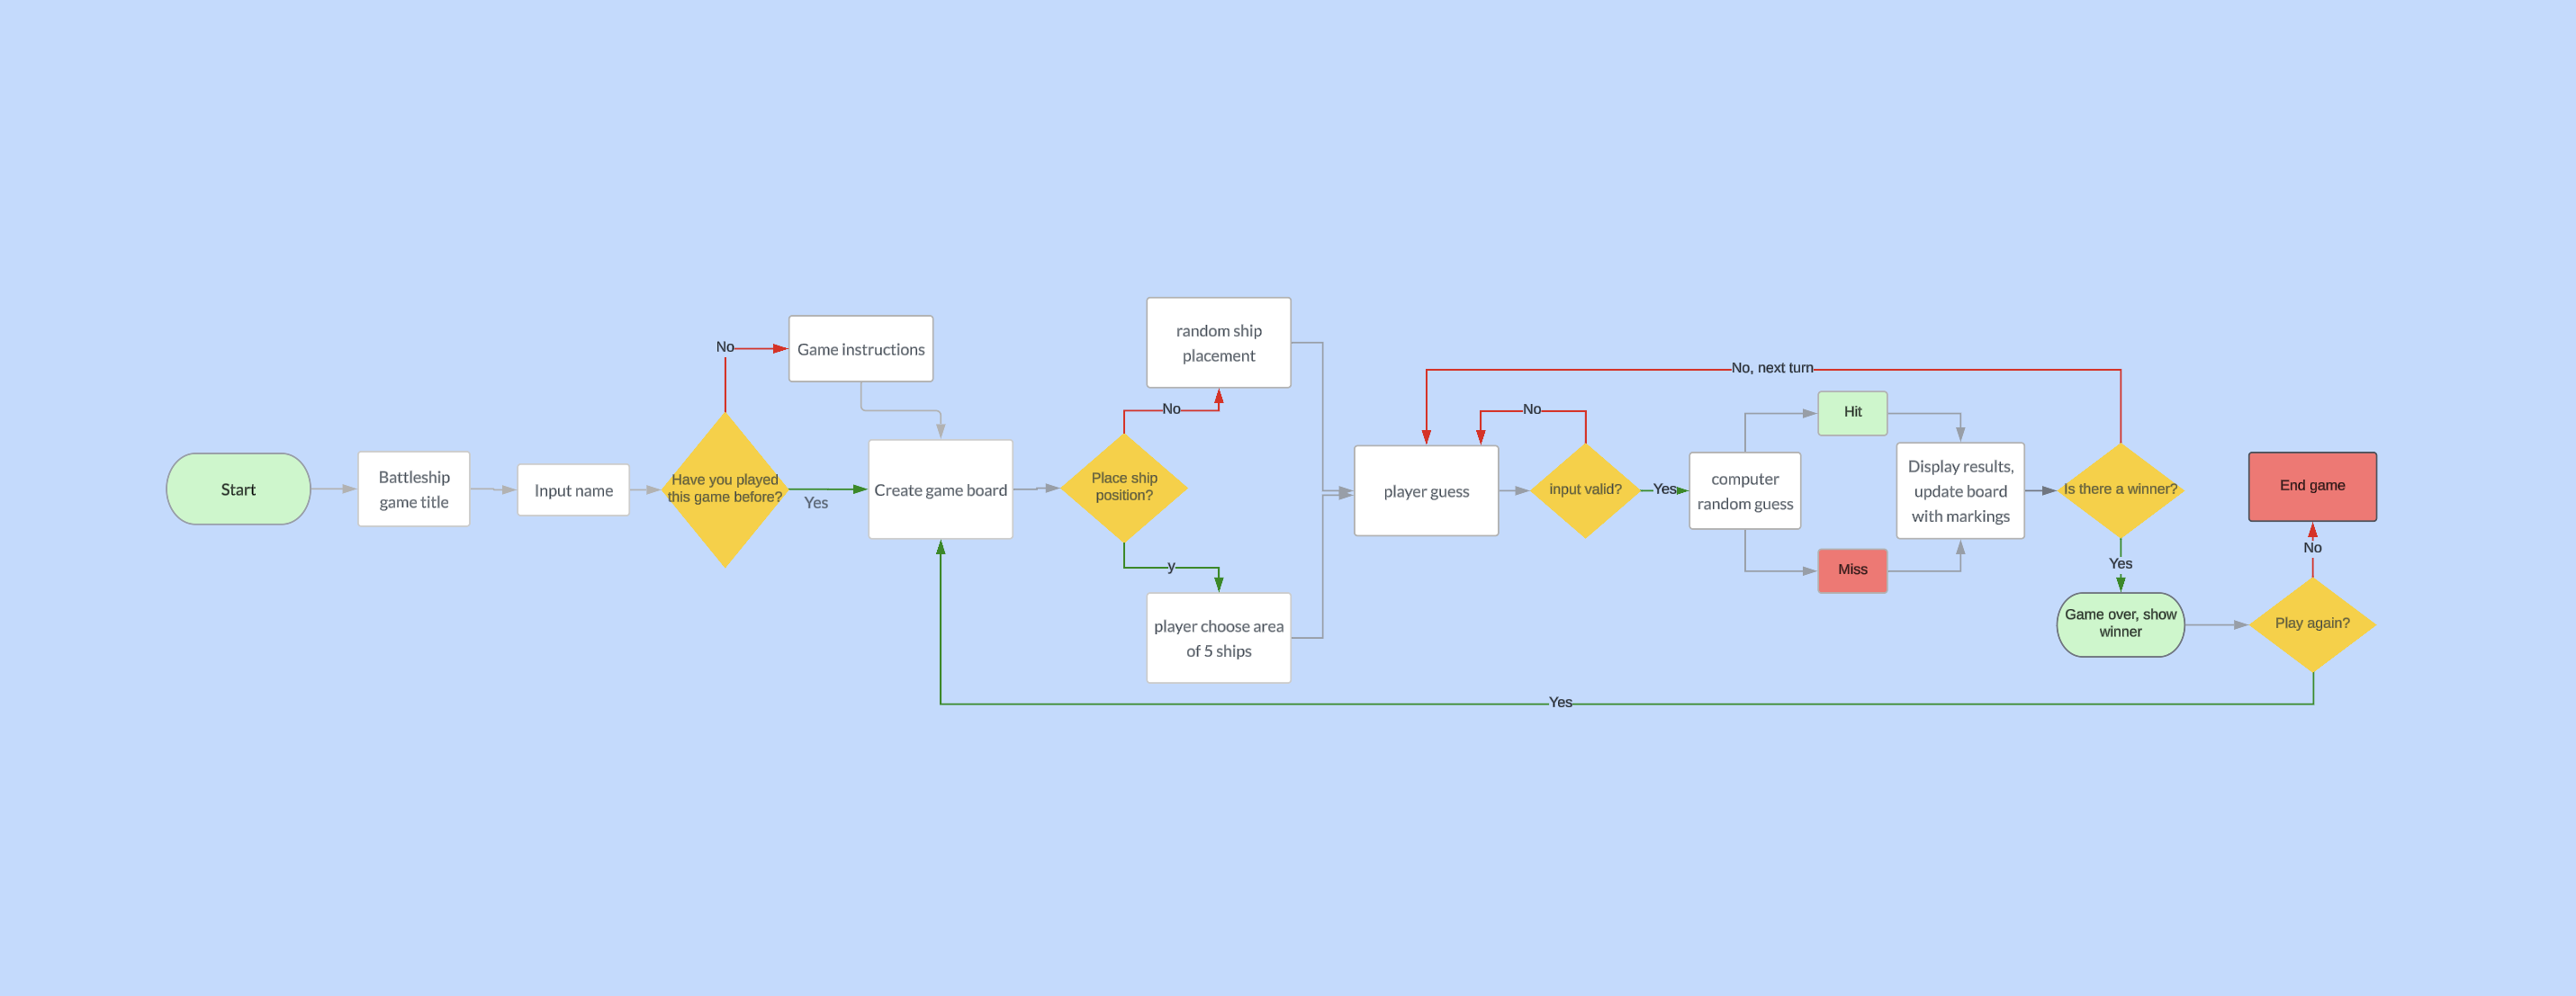 Start
Battleship
game title
Input name
Have you played
this game before?
No
Game instructions
Yes
Create game board
Place ship
position?
No
random ship
placement
y
player choose area
of 5 ships
player guess
input valid?
No
Yes
computer
random guess
Hit
Miss
Display results,
update board
with markings
Is there a winner?
No, next turn
Yes
Game over, show
winner
Play again?
No
End game
Yes